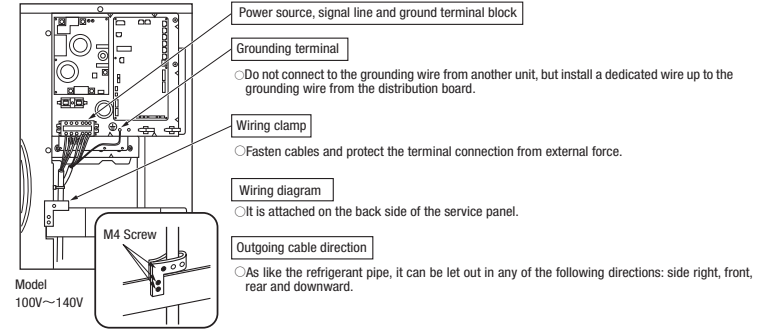 Power source, signal line and ground terminal block
Grounding terminal
○Do not connect to the grounding wire from another unit, but install a dedicated wire up to the
grounding wire from the distribution board.
Wiring clamp
○Fasten cables and protect the terminal connection from external force.
Wiring diagram
○It is attached on the back side of the service panel.
Outgoing cable direction
○As like the refrigerant pipe, it can be let out in any of the following directions: side right, front,
rear and downward.
M4 Screw
Model
100V～140V